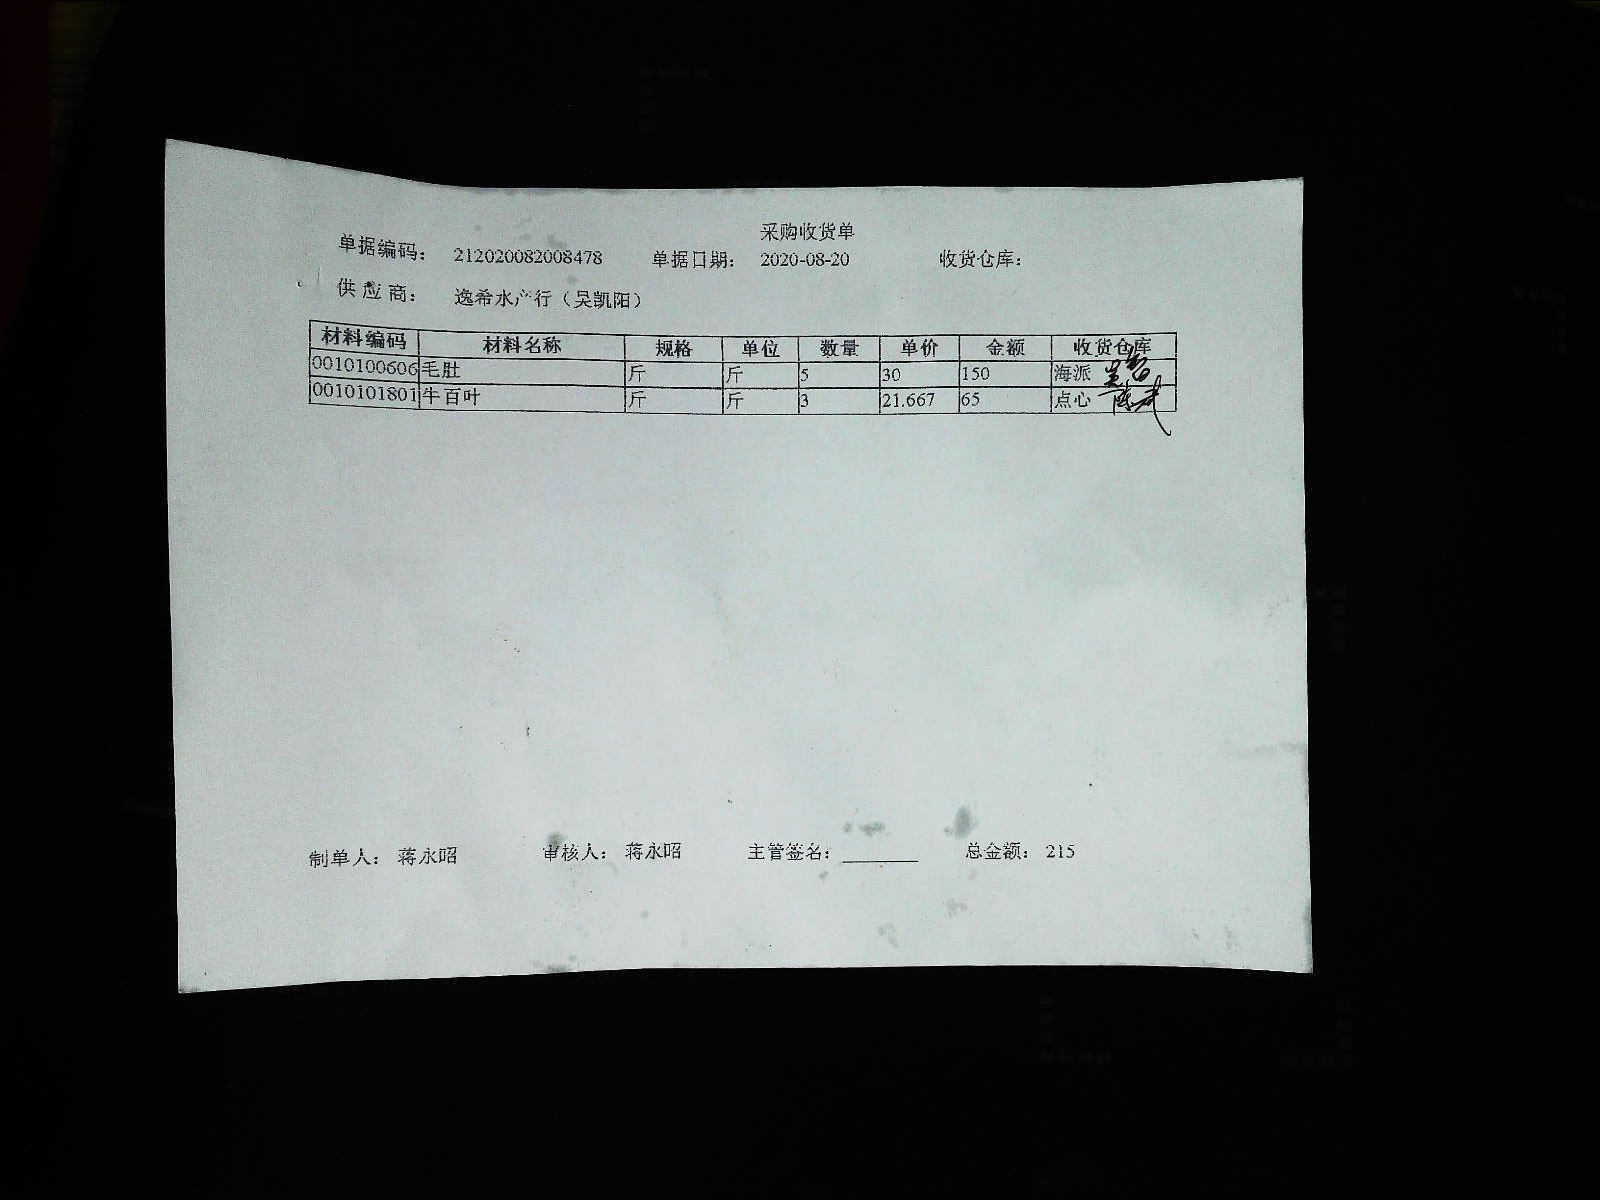 采购收货单
单据编码： 212020082008478 单据日期： 2020-08-20 收货仓库：
供应商： 逸希水产行（吴凯阳）
材料编码 材料名称 规格 单位 数量 单价 金额 收货仓库
0010100606 毛肚 斤 斤 5 30 150 海派
0010101801 牛百叶 斤 斤 3 21.667 65 点心
制单人： 蒋永昭 审核人： 蒋永昭 主管签名： 总金额： 215